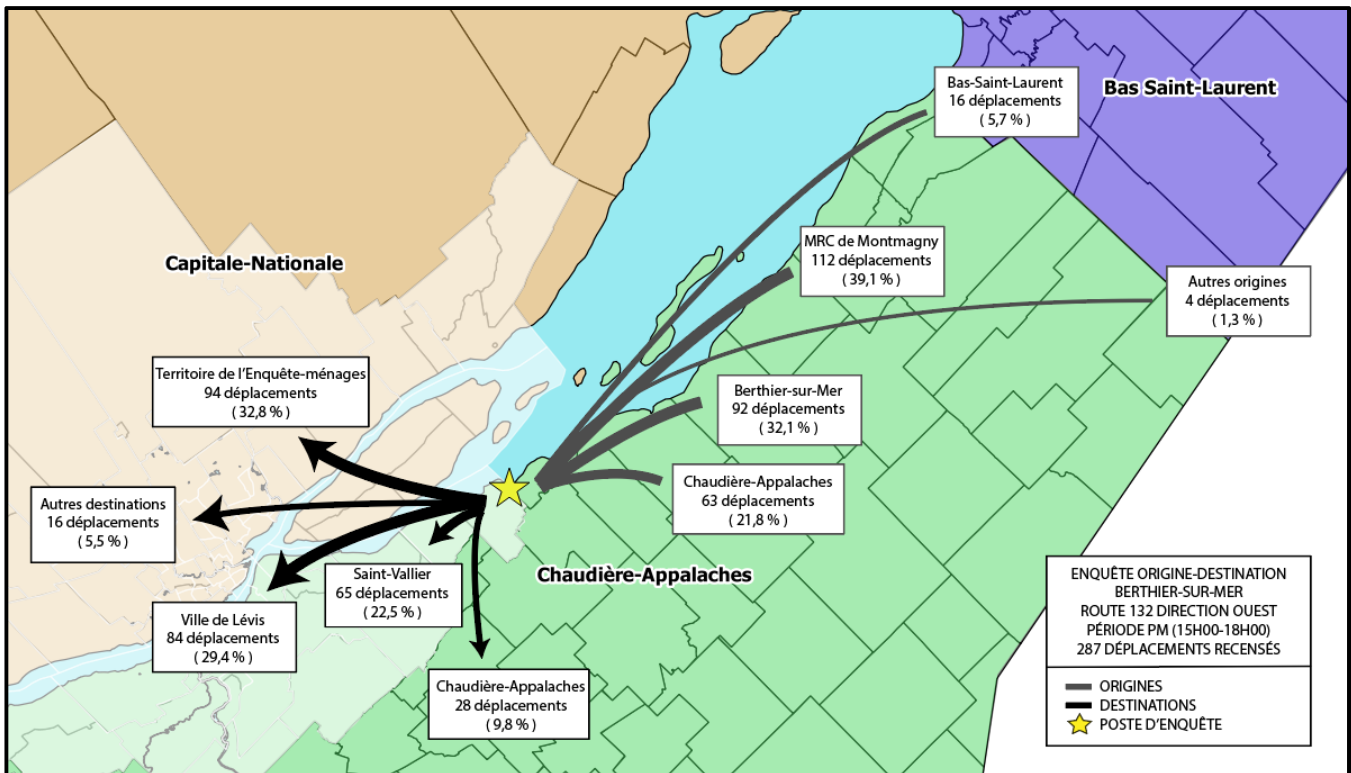 Bas-Saint-Laurent
16 déplacements
( 5,7 % )
Bas Saint-Laurent
MRC de Montmagny
112 déplacements
( 39,1 % )
Capitale-Nationale
Autres origines
4 déplacements
( 1,3 % )
Territoire de l'Enquête-ménages
94 déplacements
( 32,8 % )
Berthier-sur-Mer
92 déplacements
( 32,1 % )
Autres destinations
16 déplacements
( 5,5 % )
Chaudière-Appalaches
63 déplacements
( 21,8 % )
Saint-Vallier
65 déplacements
( 22,5 % )
Chaudière-Appalaches
Ville de Lévis
84 déplacements
( 29,4 % )
Chaudière-Appalaches
28 déplacements
( 9,8 % )
ENQUÊTE ORIGINE-DESTINATION
BERTHIER-SUR-MER
ROUTE 132 DIRECTION OUEST
PÉRIODE PM (15H00-18H00)
287 DÉPLACEMENTS RECENSÉS
ORIGINES
DESTINATIONS
POSTE D'ENQUÊTE